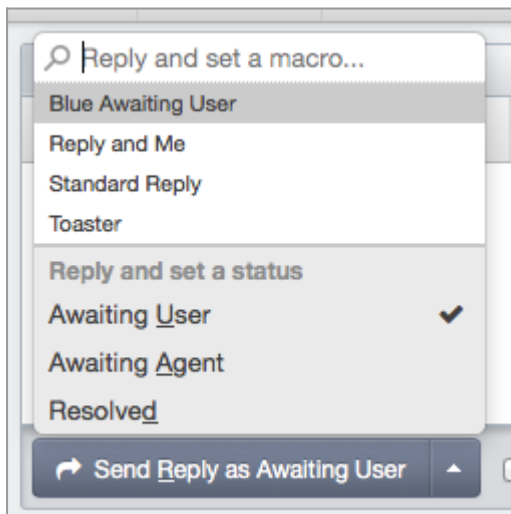 Reply and set a macro...
Blue Awaiting User
Reply and Me
Standard Reply
Toaster
Reply and set a status
Awaiting User
Awaiting Agent
Resolved
Send Reply as Awaiting User